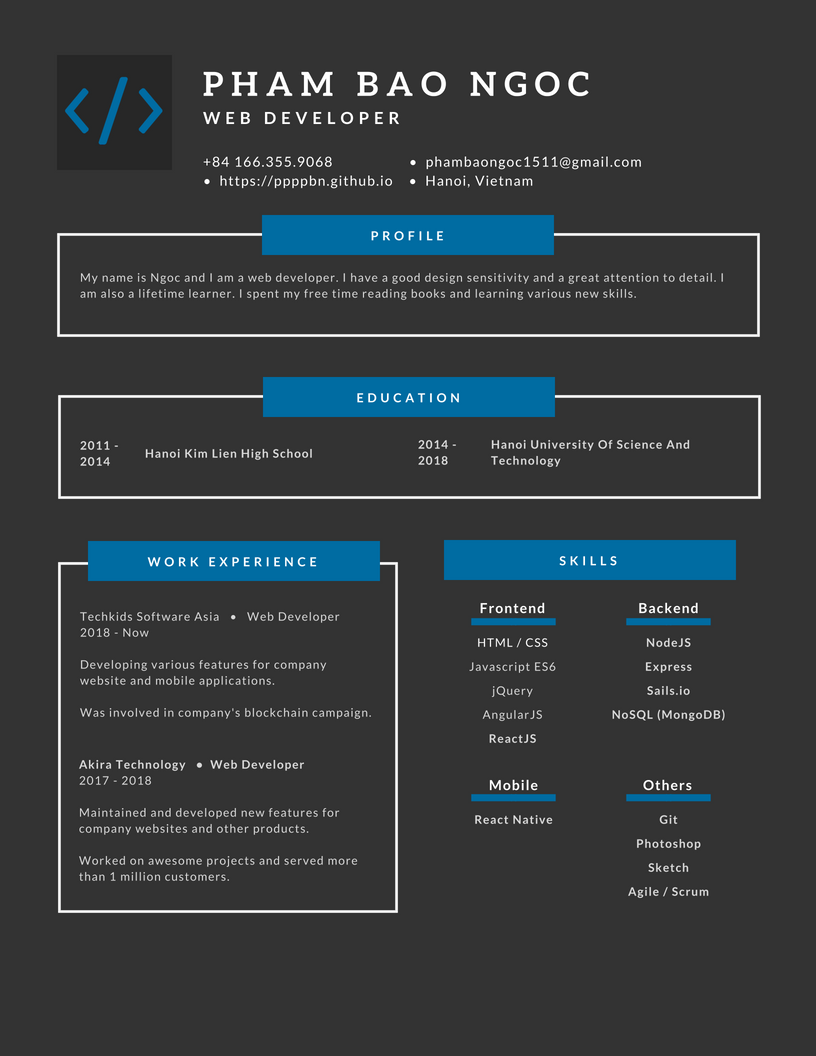 </>
PHAM BAO NGOC
WEB DEVELOPER
+84 166.355.9068
• https://ppppbn.github.io
• phambaongoc1511@gmail.com
• Hanoi, Vietnam
PROFILE
My name is Ngoc and I am a web developer. I have a good design sensitivity and a great attention to detail. I
am also a lifetime learner. I spent my free time reading books and learning various new skills.
EDUCATION
2011 -
2014
Hanoi Kim Lien High School
2014 -
2018
Hanoi University Of Science And
Technology
WORK EXPERIENCE
Techkids Software Asia • Web Developer
2018 - Now
Developing various features for company
website and mobile applications.
Was involved in company's blockchain campaign.
Akira Technology • Web Developer
2017 - 2018
Maintained and developed new features for
company websites and other products.
Worked on awesome projects and served more
than 1 million customers.
SKILLS
Frontend
HTML / CSS
Javascript ES6
jQuery
AngularJS
ReactJS
Backend
NodeJS
Express
Sails.io
NoSQL (MongoDB)
Mobile
React Native
Others
Git
Photoshop
Sketch
Agile / Scrum